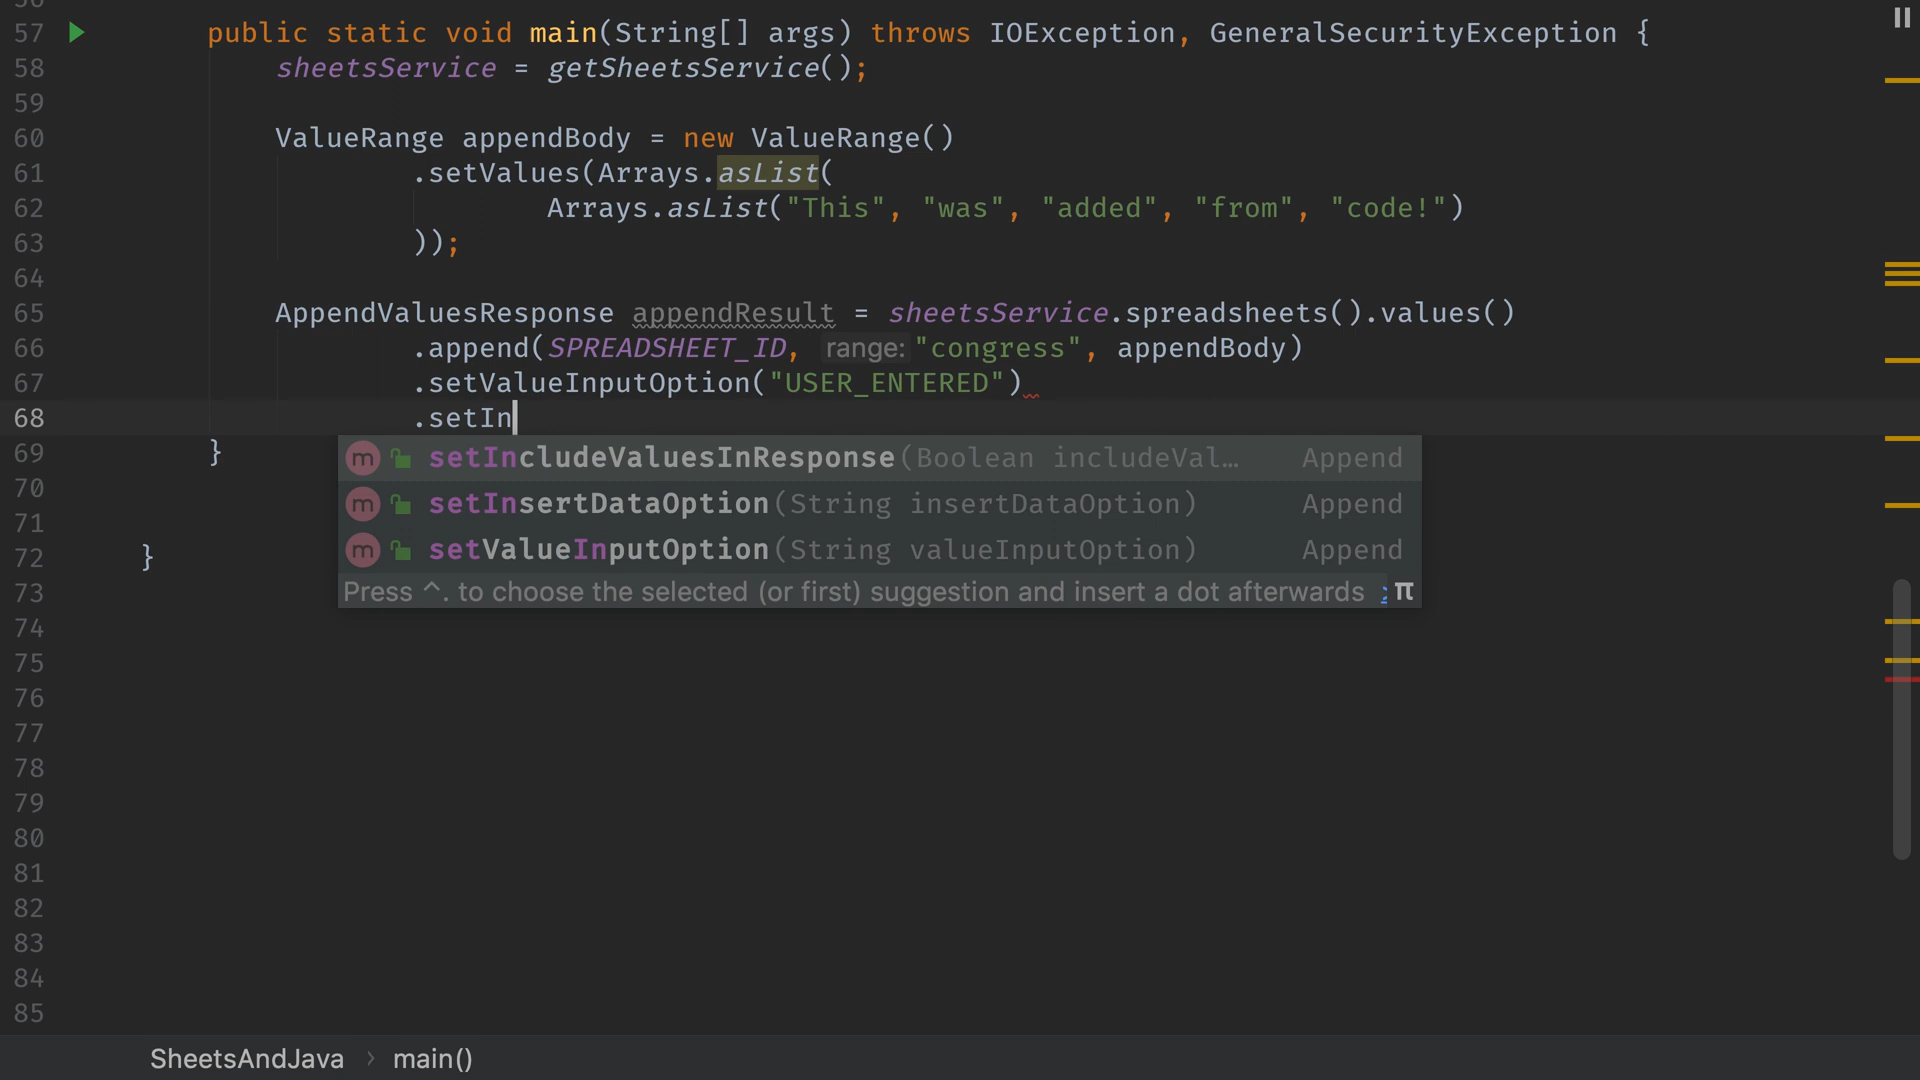 57 public static void main(String[] args) throws IOException, GeneralSecurityException {
58 sheetsService = getSheetsService();
59
60 ValueRange appendBody = new ValueRange()
61 .setValues(Arrays.asList(
62 Arrays.asList("This", "was", "added", "from", "code!")
63 ));
64
65 AppendValuesResponse appendResult = sheetsService.spreadsheets().values()
66 .append(SPREADSHEET_ID, range: "congress", appendBody)
67 .setValueInputOption("USER_ENTERED")
68 .setIn
69 }
m setIncludeValuesInResponse(Boolean includeVal… Append
70
m setInsertDataOption(String insertDataOption) Append
71
m setValueInputOption(String valueInputOption) Append
72 }
Press ^. to choose the selected (or first) suggestion and insert a dot afterwards π
73
74
75
76
77
78
79
80
81
82
83
84
85
SheetsAndJava › main()